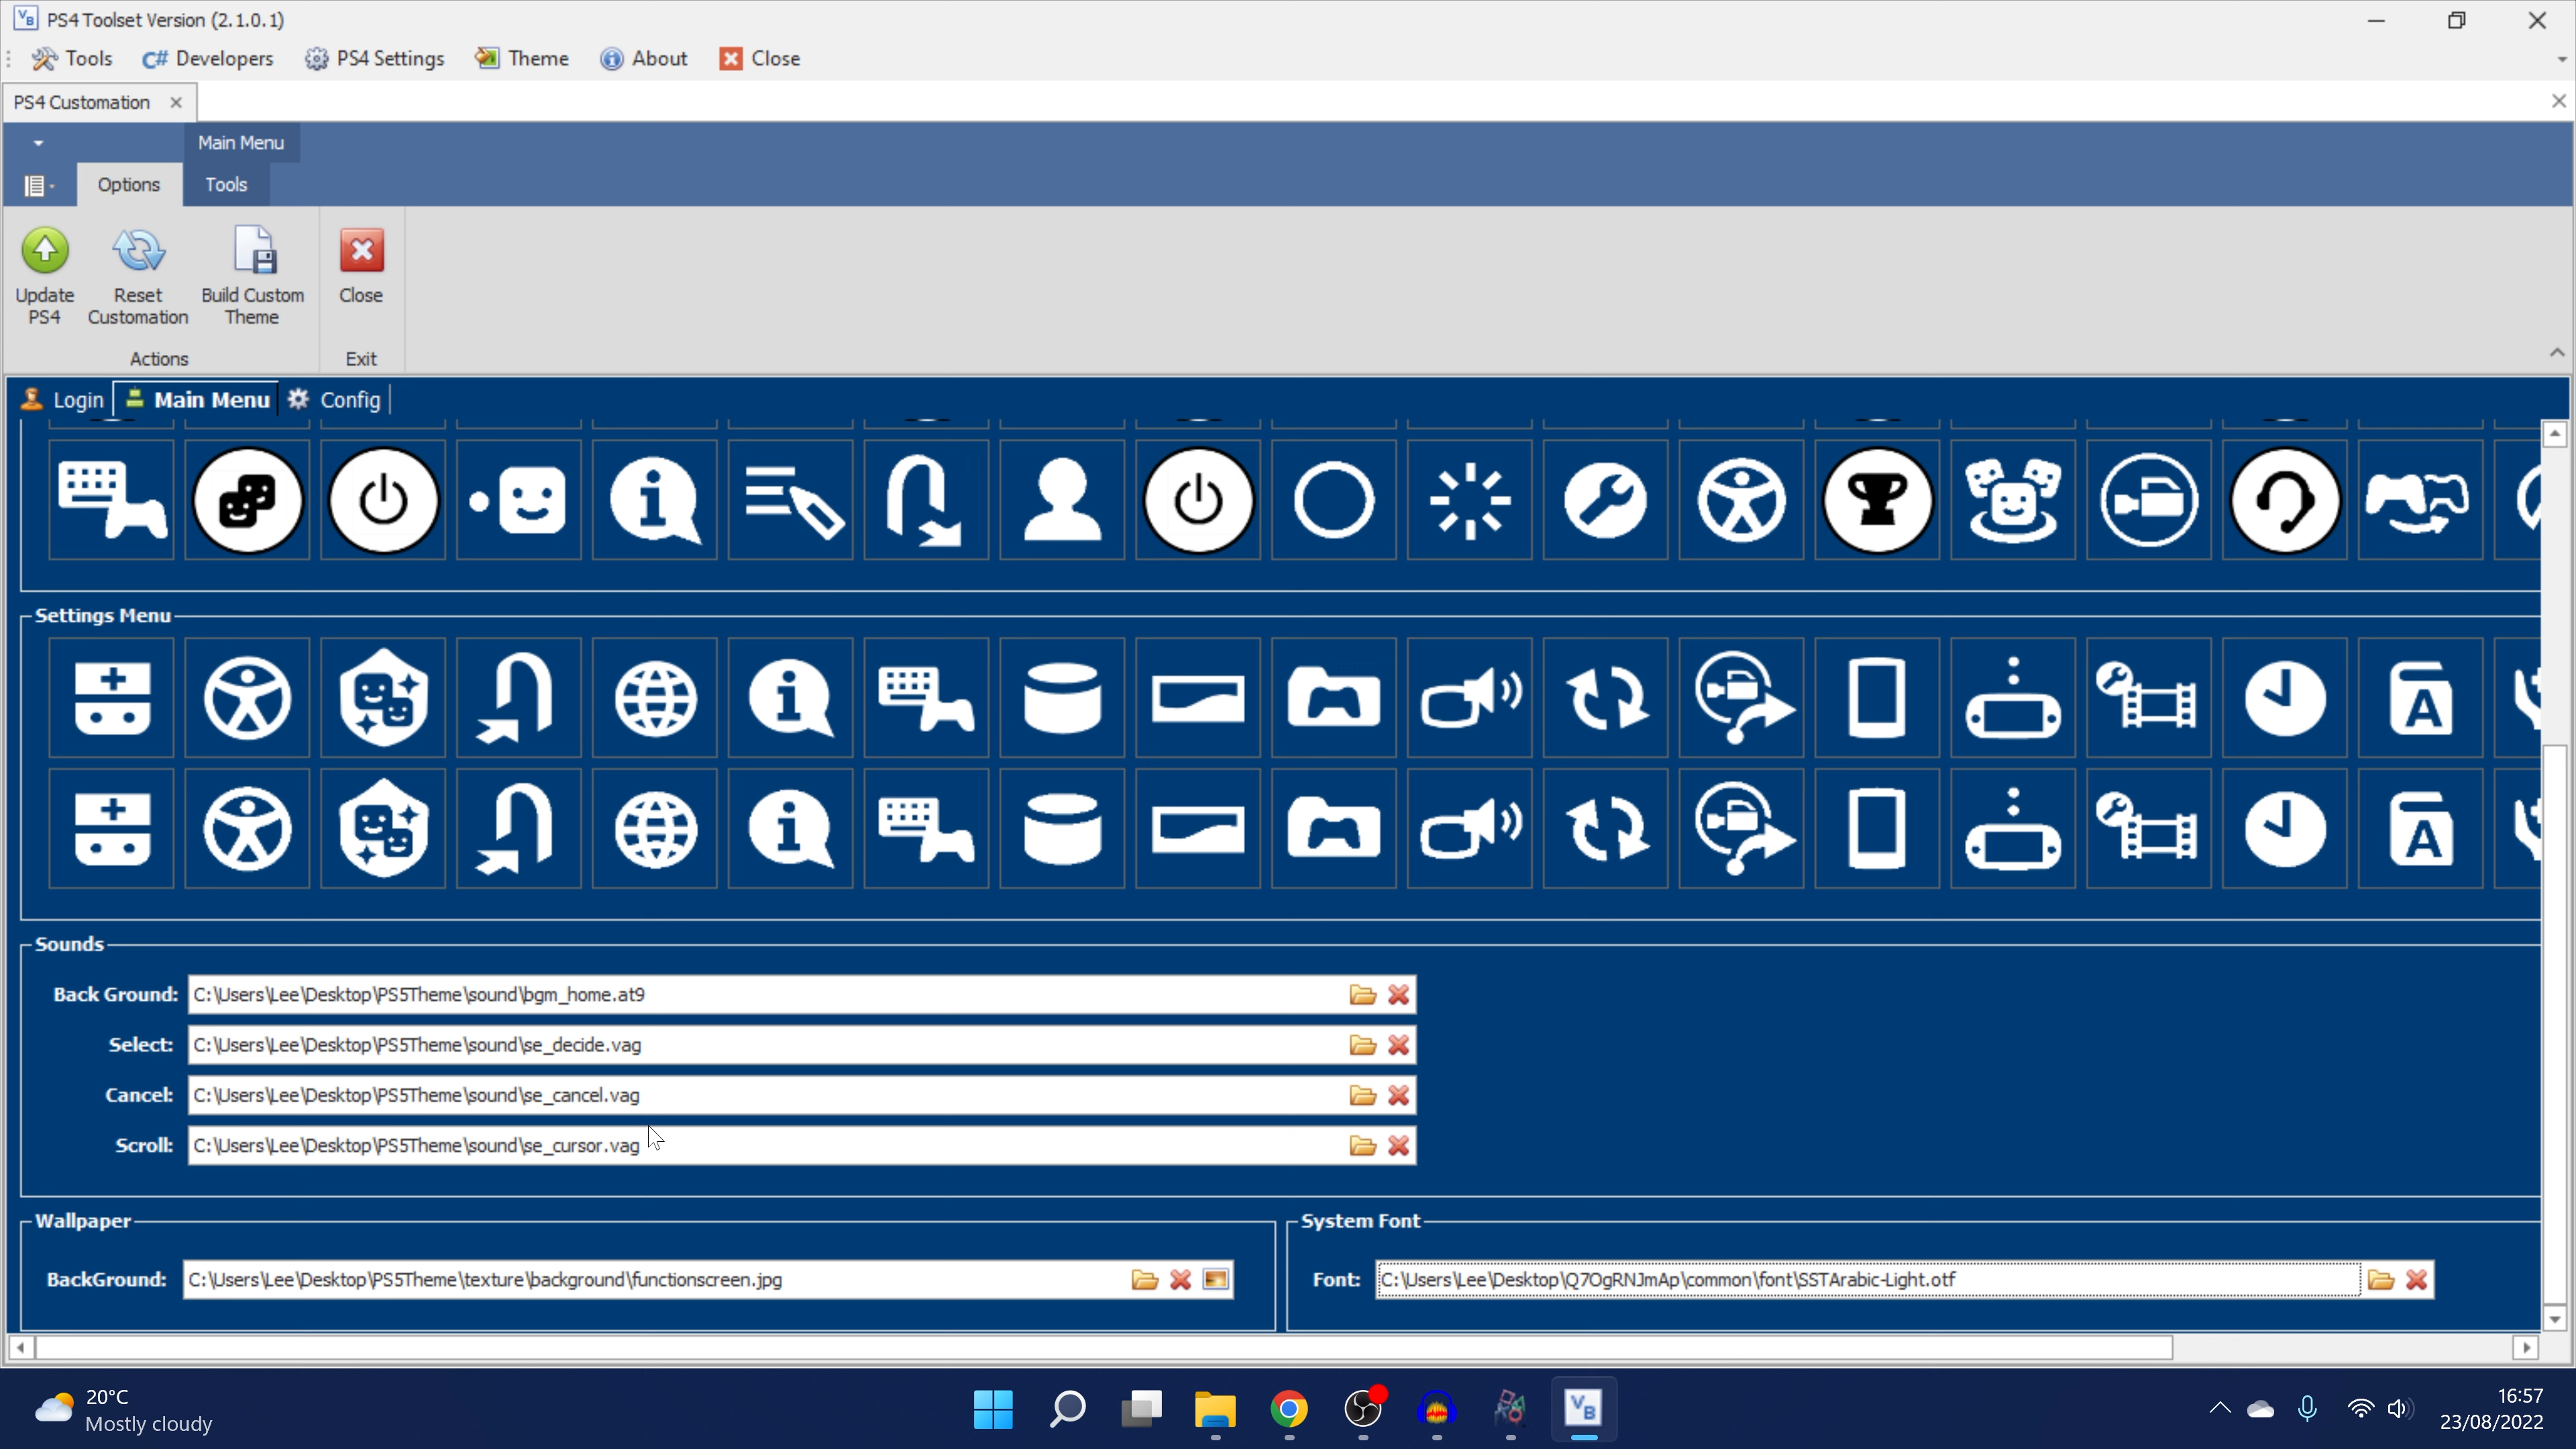 PS4 Toolset Version (2.1.0.1)
Tools C# Developers PS4 Settings Theme About Close
PS4 Customation
Main Menu
Options Tools
Update PS4
Reset Customation
Build Custom Theme
Close
Actions Exit
Login Main Menu Config
Settings Menu
A
A
Sounds
Back Ground: C:\Users\Lee\Desktop\PS5Theme\sound\bgm_home.at9
Select: C:\Users\Lee\Desktop\PS5Theme\sound\se_decide.vag
Cancel: C:\Users\Lee\Desktop\PS5Theme\sound\se_cancel.vag
Scroll: C:\Users\Lee\Desktop\PS5Theme\sound\se_cursor.vag
Wallpaper
BackGround: C:\Users\Lee\Desktop\PS5Theme\texture\background\functionscreen.jpg
System Font
Font: C:\Users\Lee\Desktop\Q7OgRNJmAp\common\font\SSTArabic-Light.otf
20°C
Mostly cloudy
VB
16:57
23/08/2022